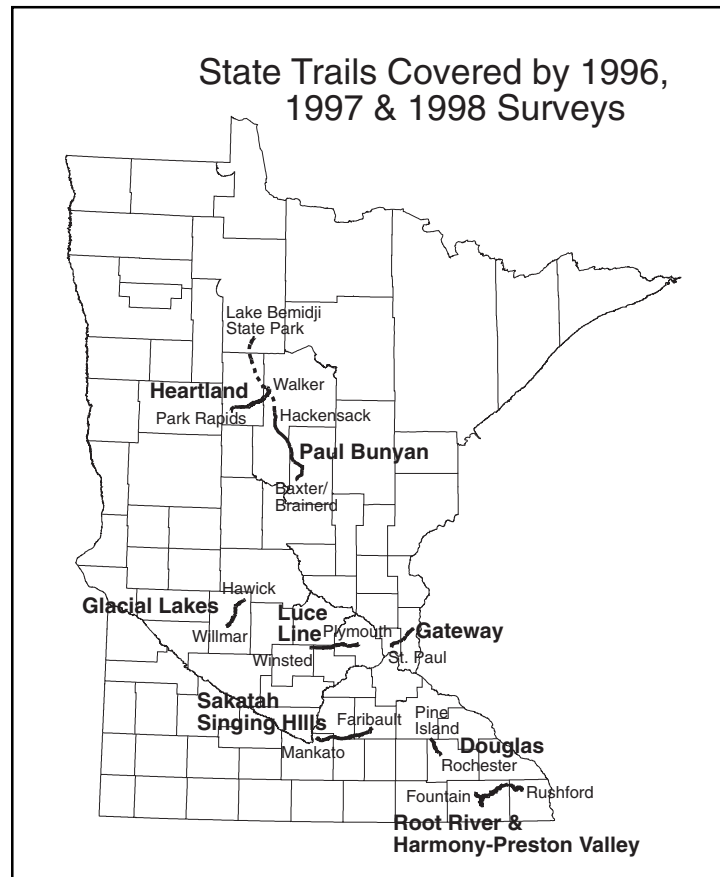 State Trails Covered by 1996,
1997 & 1998 Surveys
Lake Bemidji
State Park
Heartland
Walker
Park Rapids
Hackensack
Paul Bunyan
Baxter/
Brainerd
Hawick
Glacial Lakes
Willmar
Luce
Line
Plymouth
Gateway
Winsted
St. Paul
Sakatah
Singing HIlls
Faribault
Pine
Island
Mankato
Douglas
Rochester
Fountain
Rushford
Root River &
Harmony-Preston Valley